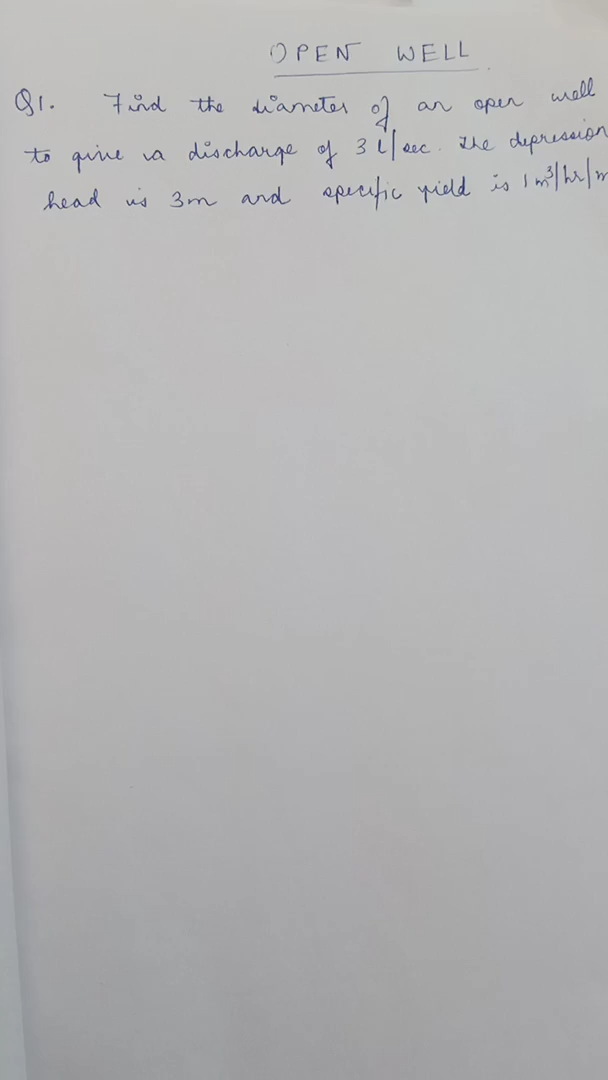 OPEN WELL
Q1. Find the diameter of an open well
to give a discharge of 3 l/sec. The depression
head is 3m and specific yield is 1 m³/hr/m